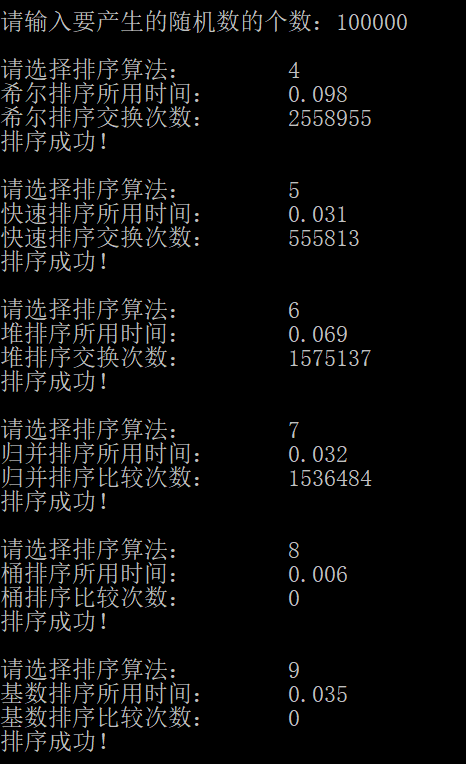 请输入要产生的随机数的个数：100000
请选择排序算法： 4
希尔排序所用时间： 0.098
希尔排序交换次数： 2558955
排序成功！
请选择排序算法： 5
快速排序所用时间： 0.031
快速排序交换次数： 555813
排序成功！
请选择排序算法： 6
堆排序所用时间： 0.069
堆排序交换次数： 1575137
排序成功！
请选择排序算法： 7
归并排序所用时间： 0.032
归并排序比较次数： 1536484
排序成功！
请选择排序算法： 8
桶排序所用时间： 0.006
桶排序比较次数： 0
排序成功！
请选择排序算法： 9
基数排序所用时间： 0.035
基数排序比较次数： 0
排序成功！